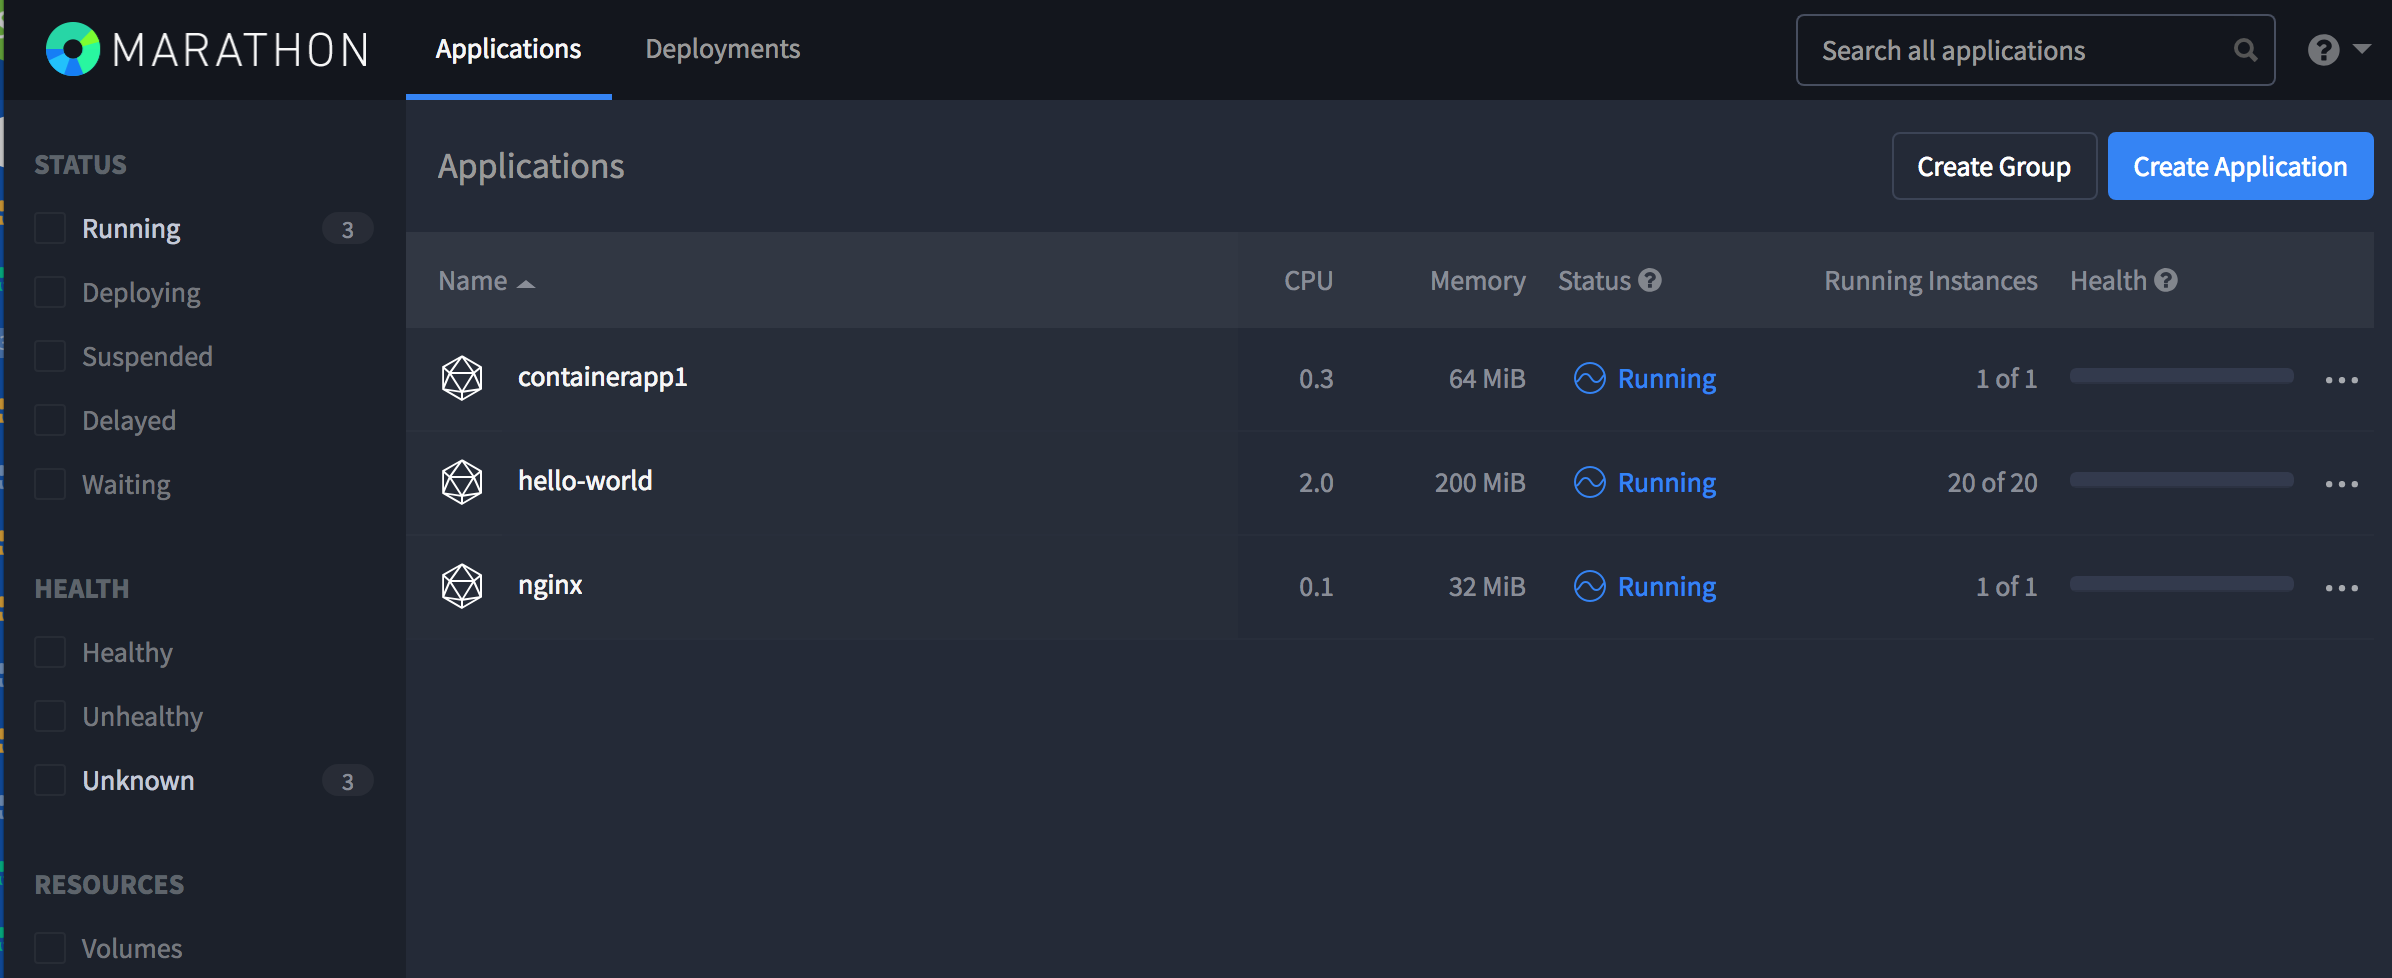 MARATHON
Applications
Deployments
Search all applications
STATUS
Running 3
Deploying
Suspended
Delayed
Waiting
HEALTH
Healthy
Unhealthy
Unknown 3
RESOURCES
Volumes
Applications
Create Group
Create Application
Name CPU Memory Status Running Instances Health
containerapp1 0.3 64 MiB Running 1 of 1
hello-world 2.0 200 MiB Running 20 of 20
nginx 0.1 32 MiB Running 1 of 1